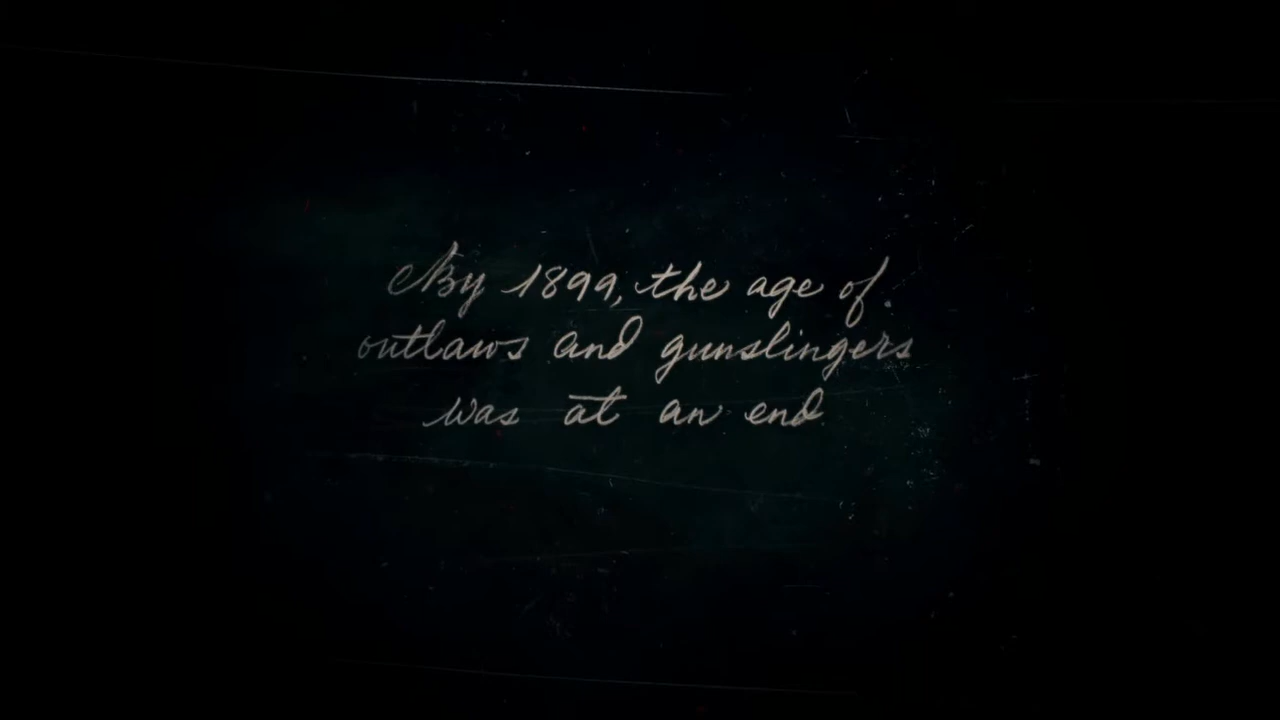 By 1899, the age of
outlaws and gunslingers
was at an end